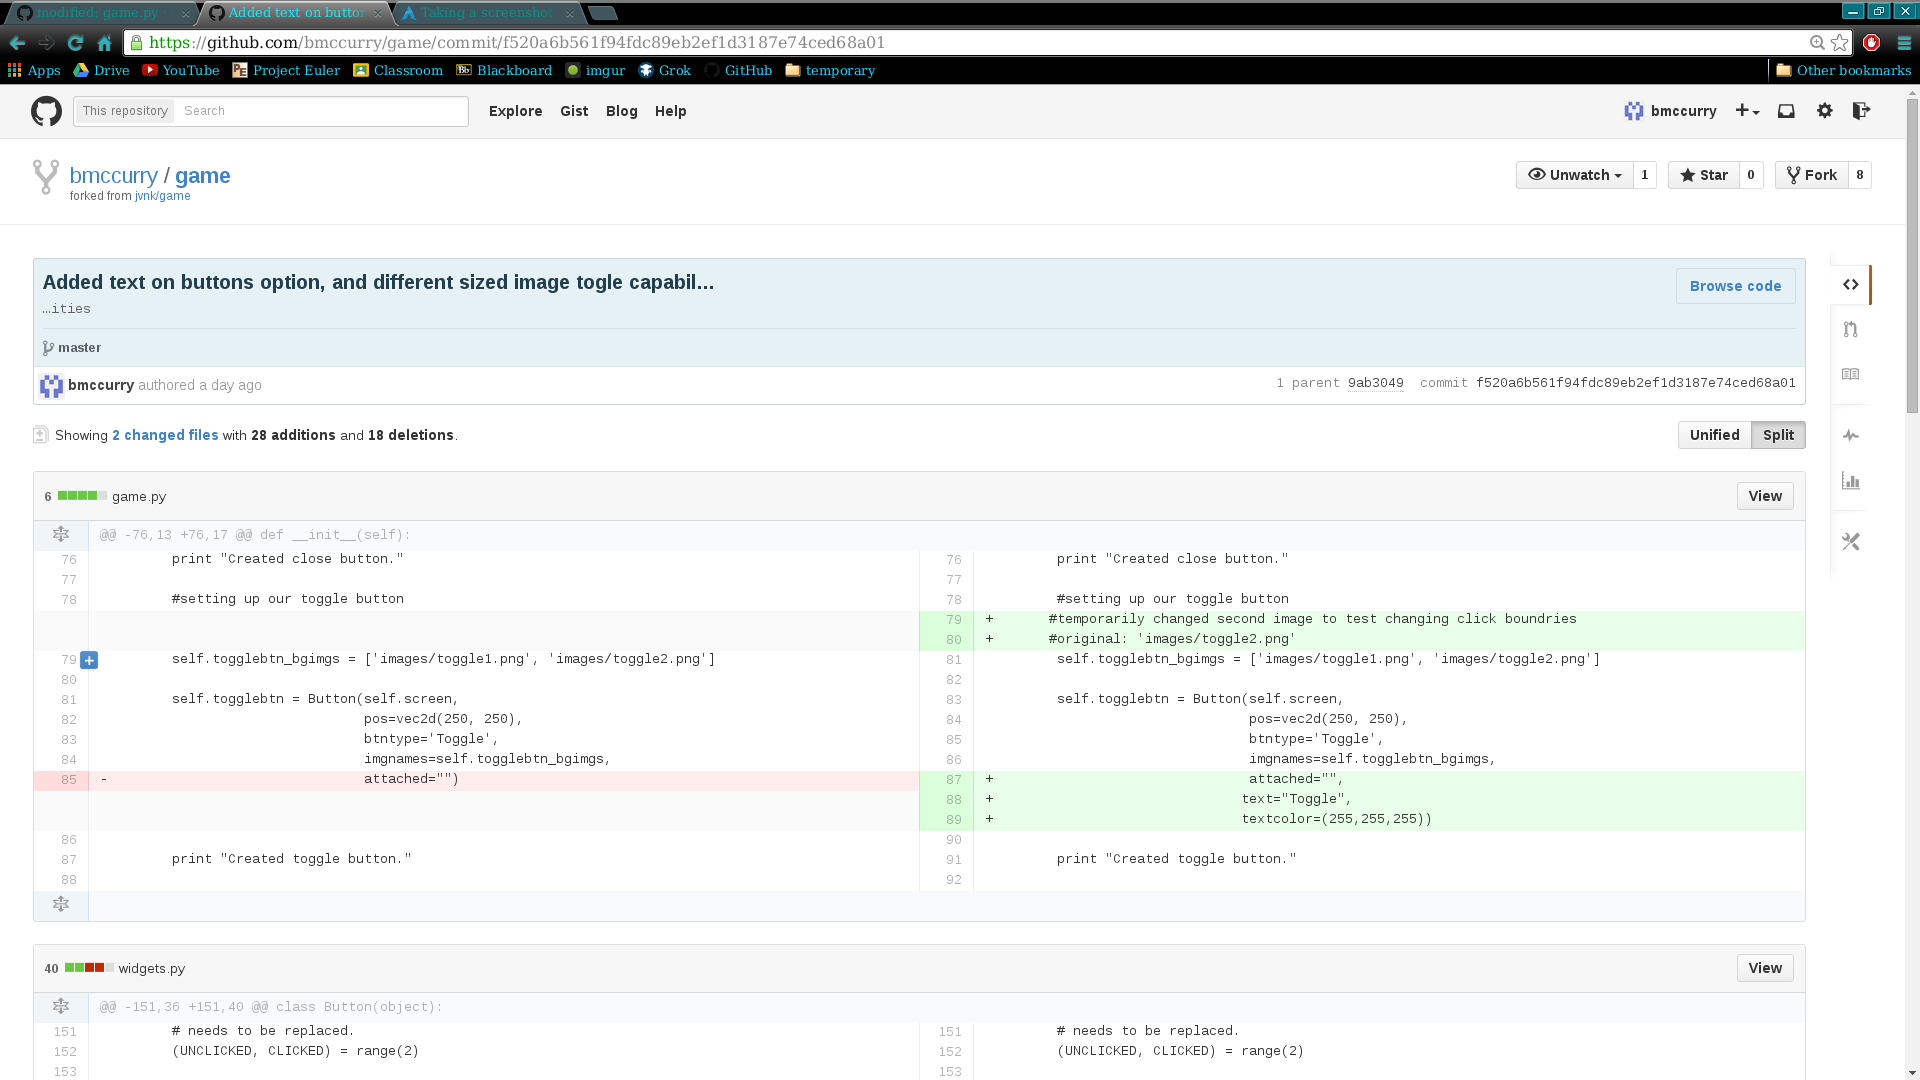 modified: game.py
Added text on button
Taking a screenshot
https://github.com/bmccurry/game/commit/f520a6b561f94fdc89eb2ef1d3187e74ced68a01
Apps Drive YouTube Project Euler Classroom Blackboard imgur Grok GitHub temporary Other bookmarks
This repository Search Explore Gist Blog Help bmccurry
bmccurry / game Unwatch 1 Star 0 Fork 8
forked from jvnk/game
Added text on buttons option, and different sized image togle capabil… Browse code
…ities
master
bmccurry authored a day ago 1 parent 9ab3049 commit f520a6b561f94fdc89eb2ef1d3187e74ced68a01
Showing 2 changed files with 28 additions and 18 deletions. Unified Split
6 game.py View
@@ -76,13 +76,17 @@ def __init__(self):
76 print "Created close button." 76 print "Created close button."
77 77
78 #setting up our toggle button 78 #setting up our toggle button
79 + #temporarily changed second image to test changing click boundries
80 + #original: 'images/toggle2.png'
79 + self.togglebtn_bgimgs = ['images/toggle1.png', 'images/toggle2.png'] 81 self.togglebtn_bgimgs = ['images/toggle1.png', 'images/toggle2.png']
80 82
81 self.togglebtn = Button(self.screen, 83 self.togglebtn = Button(self.screen,
82 pos=vec2d(250, 250), 84 pos=vec2d(250, 250),
83 btntype='Toggle', 85 btntype='Toggle',
84 imgnames=self.togglebtn_bgimgs, 86 imgnames=self.togglebtn_bgimgs,
85 - attached="") 87 + attached="",
88 + text="Toggle",
89 + textcolor=(255,255,255))
86 90
87 print "Created toggle button." 91 print "Created toggle button."
88 92
40 widgets.py View
@@ -151,36 +151,40 @@ class Button(object):
151 # needs to be replaced. 151 # needs to be replaced.
152 (UNCLICKED, CLICKED) = range(2) 152 (UNCLICKED, CLICKED) = range(2)
153 153